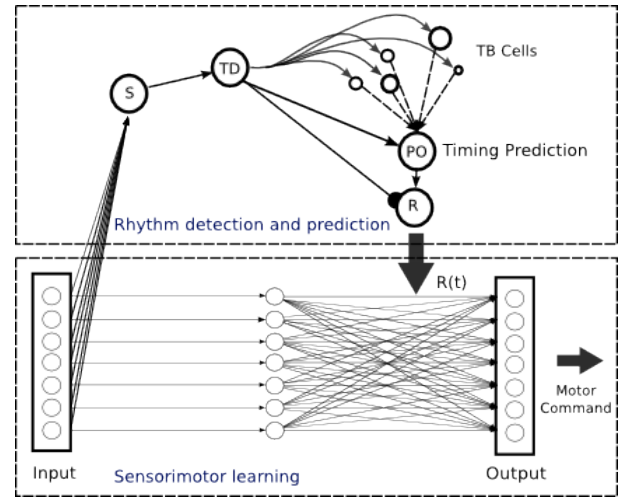 TB Cells
TD
S
PO
Timing Prediction
R
Rhythm detection and prediction
R(t)
Motor
Command
Input
Sensorimotor learning
Output